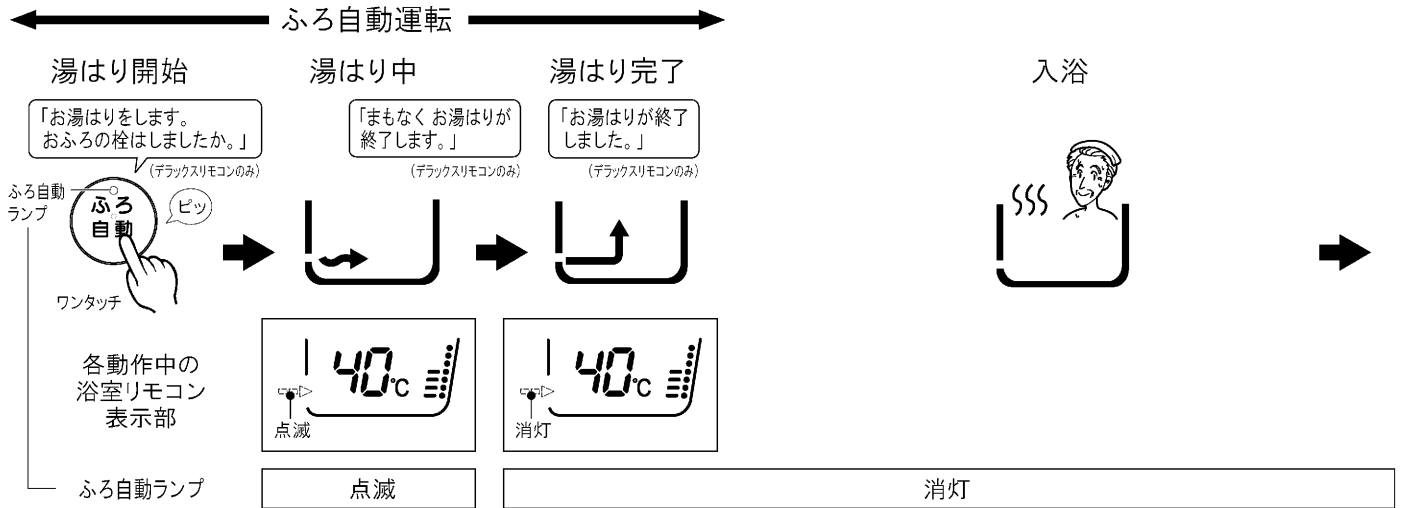 ふろ自動運転
湯はり開始
湯はり中
湯はり完了
入浴
「お湯はりをします。
おふろの栓はしましたか。」
(デラックスリモコンのみ)
「まもなく お湯はりが
終了します。」
(デラックスリモコンのみ)
「お湯はりが終了
しました。」
(デラックスリモコンのみ)
ふろ自動
ランプ
ふろ
自動
ピッ
ワンタッチ
各動作中の
浴室リモコン
表示部
40℃
点滅
40℃
消灯
ふろ自動ランプ
点滅
消灯